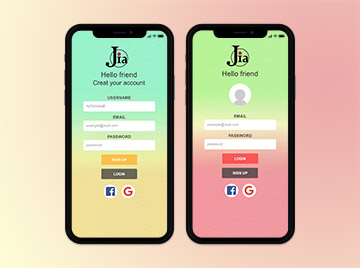 Jia
Hello friend
Creat your account
USERNAME
EMAIL
example@mail.com
PASSWORD
password
SIGN UP
LOGIN
f G
Jia
Hello friend
EMAIL
example@mail.com
PASSWORD
password
LOGIN
SIGN UP
f G